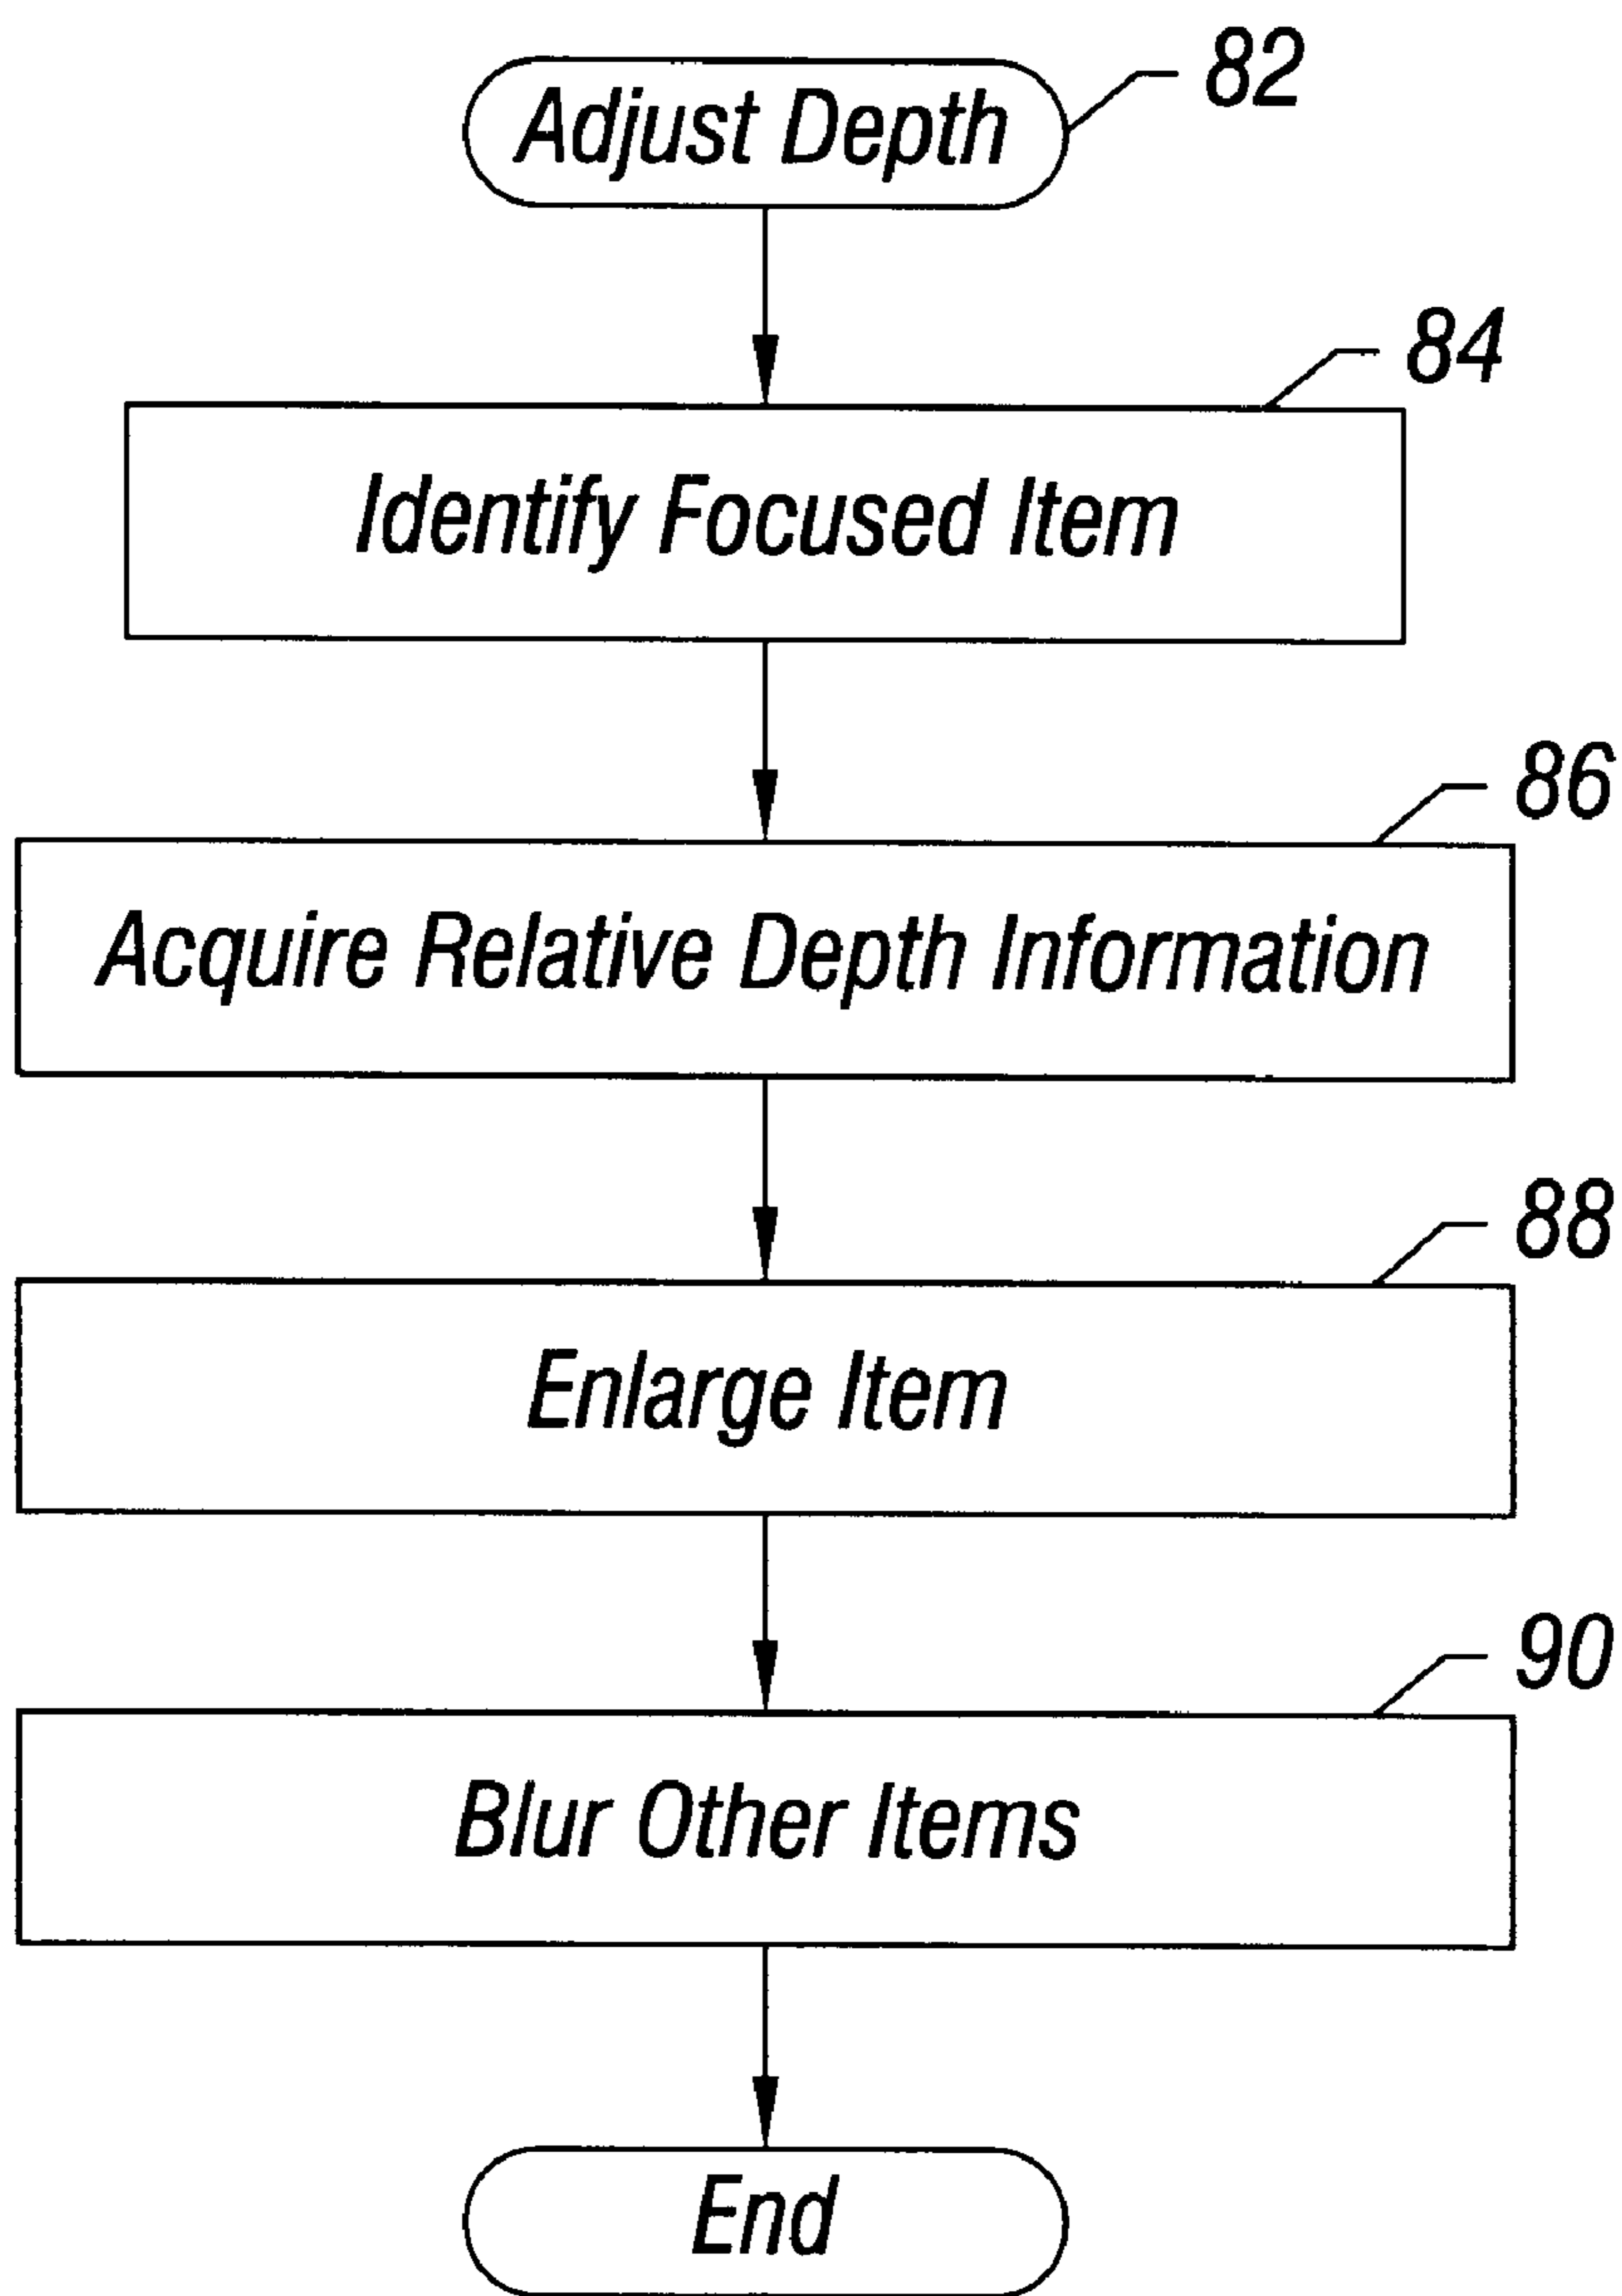 Adjust Depth
82
84
Identify Focused Item
86
Acquire Relative Depth Information
88
Enlarge Item
90
Blur Other Items
End